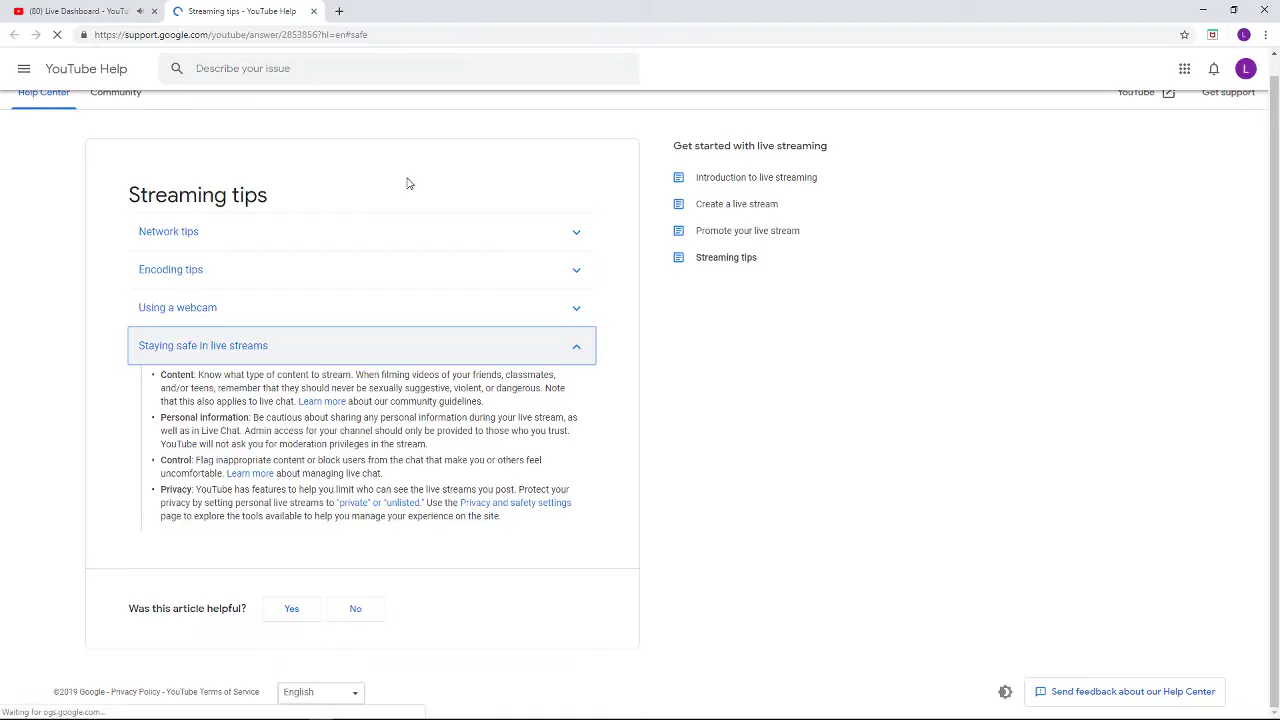 (80) Live Dashboard - YouTu
Streaming tips - YouTube Help
https://support.google.com/youtube/answer/2853856?hl=en#safe
L
YouTube Help
Describe your issue
L
Help Center
Community
YouTube
Get support
Streaming tips
Network tips
Encoding tips
Using a webcam
Staying safe in live streams
• Content: Know what type of content to stream. When filming videos of your friends, classmates,
and/or teens, remember that they should never be sexually suggestive, violent, or dangerous. Note
that this also applies to live chat. Learn more about our community guidelines.
• Personal information: Be cautious about sharing any personal information during your live stream, as
well as in Live Chat. Admin access for your channel should only be provided to those who you trust.
YouTube will not ask you for moderation privileges in the stream.
• Control: Flag inappropriate content or block users from the chat that make you or others feel
uncomfortable. Learn more about managing live chat.
• Privacy: YouTube has features to help you limit who can see the live streams you post. Protect your
privacy by setting personal live streams to "private" or "unlisted." Use the Privacy and safety settings
page to explore the tools available to help you manage your experience on the site.
Was this article helpful?
Yes
No
Get started with live streaming
Introduction to live streaming
Create a live stream
Promote your live stream
Streaming tips
©2019 Google - Privacy Policy - YouTube Terms of Service
English
Send feedback about our Help Center
Waiting for ogs.google.com...